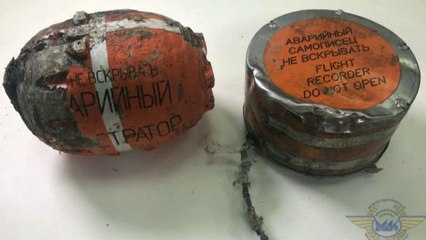 НЕ ВСКРЫВАТЬ
АРИЙНЫЙ
ТРАТОР
АВАРИЙНЫЙ
САМОПИСЕЦ
НЕ ВСКРЫВАТЬ
FLIGHT
RECORDER
DO NOT OPEN